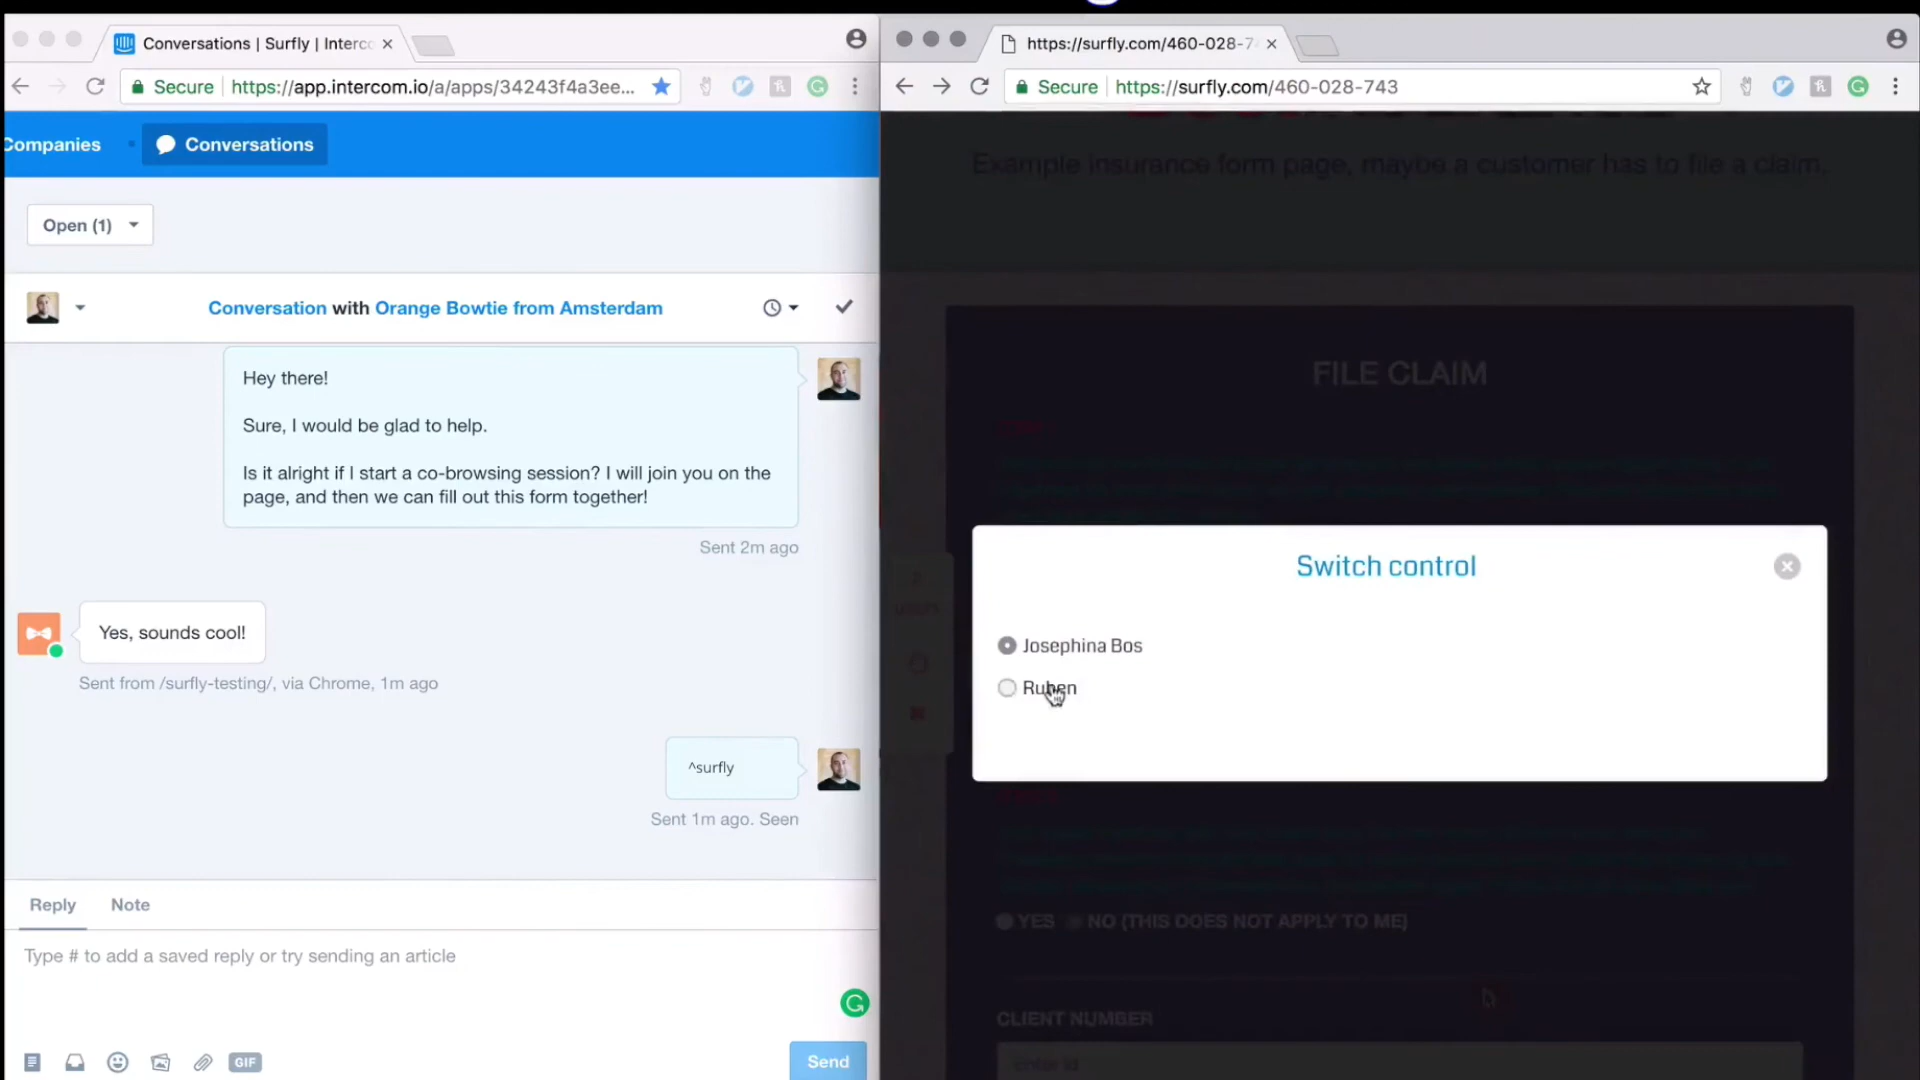 Conversations | Surfly | Interc
Secure https://app.intercom.io/a/apps/34243f4a3ee...
Companies
Conversations
Open (1)
Conversation with Orange Bowtie from Amsterdam
Hey there!
Sure, I would be glad to help.
Is it alright if I start a co-browsing session? I will join you on the
page, and then we can fill out this form together!
Sent 2m ago
Yes, sounds cool!
Sent from /surfly-testing/, via Chrome, 1m ago
^surfly
Sent 1m ago. Seen
Reply
Note
Type # to add a saved reply or try sending an article
GIF
Send
https://surfly.com/460-028-7
Secure https://surfly.com/460-028-743
Example insurance form page, maybe a customer has to file a claim.
FILE CLAIM
Switch control
Josephina Bos
Ruben
YES NO (THIS DOES NOT APPLY TO ME)
CLIENT NUMBER
Enter id